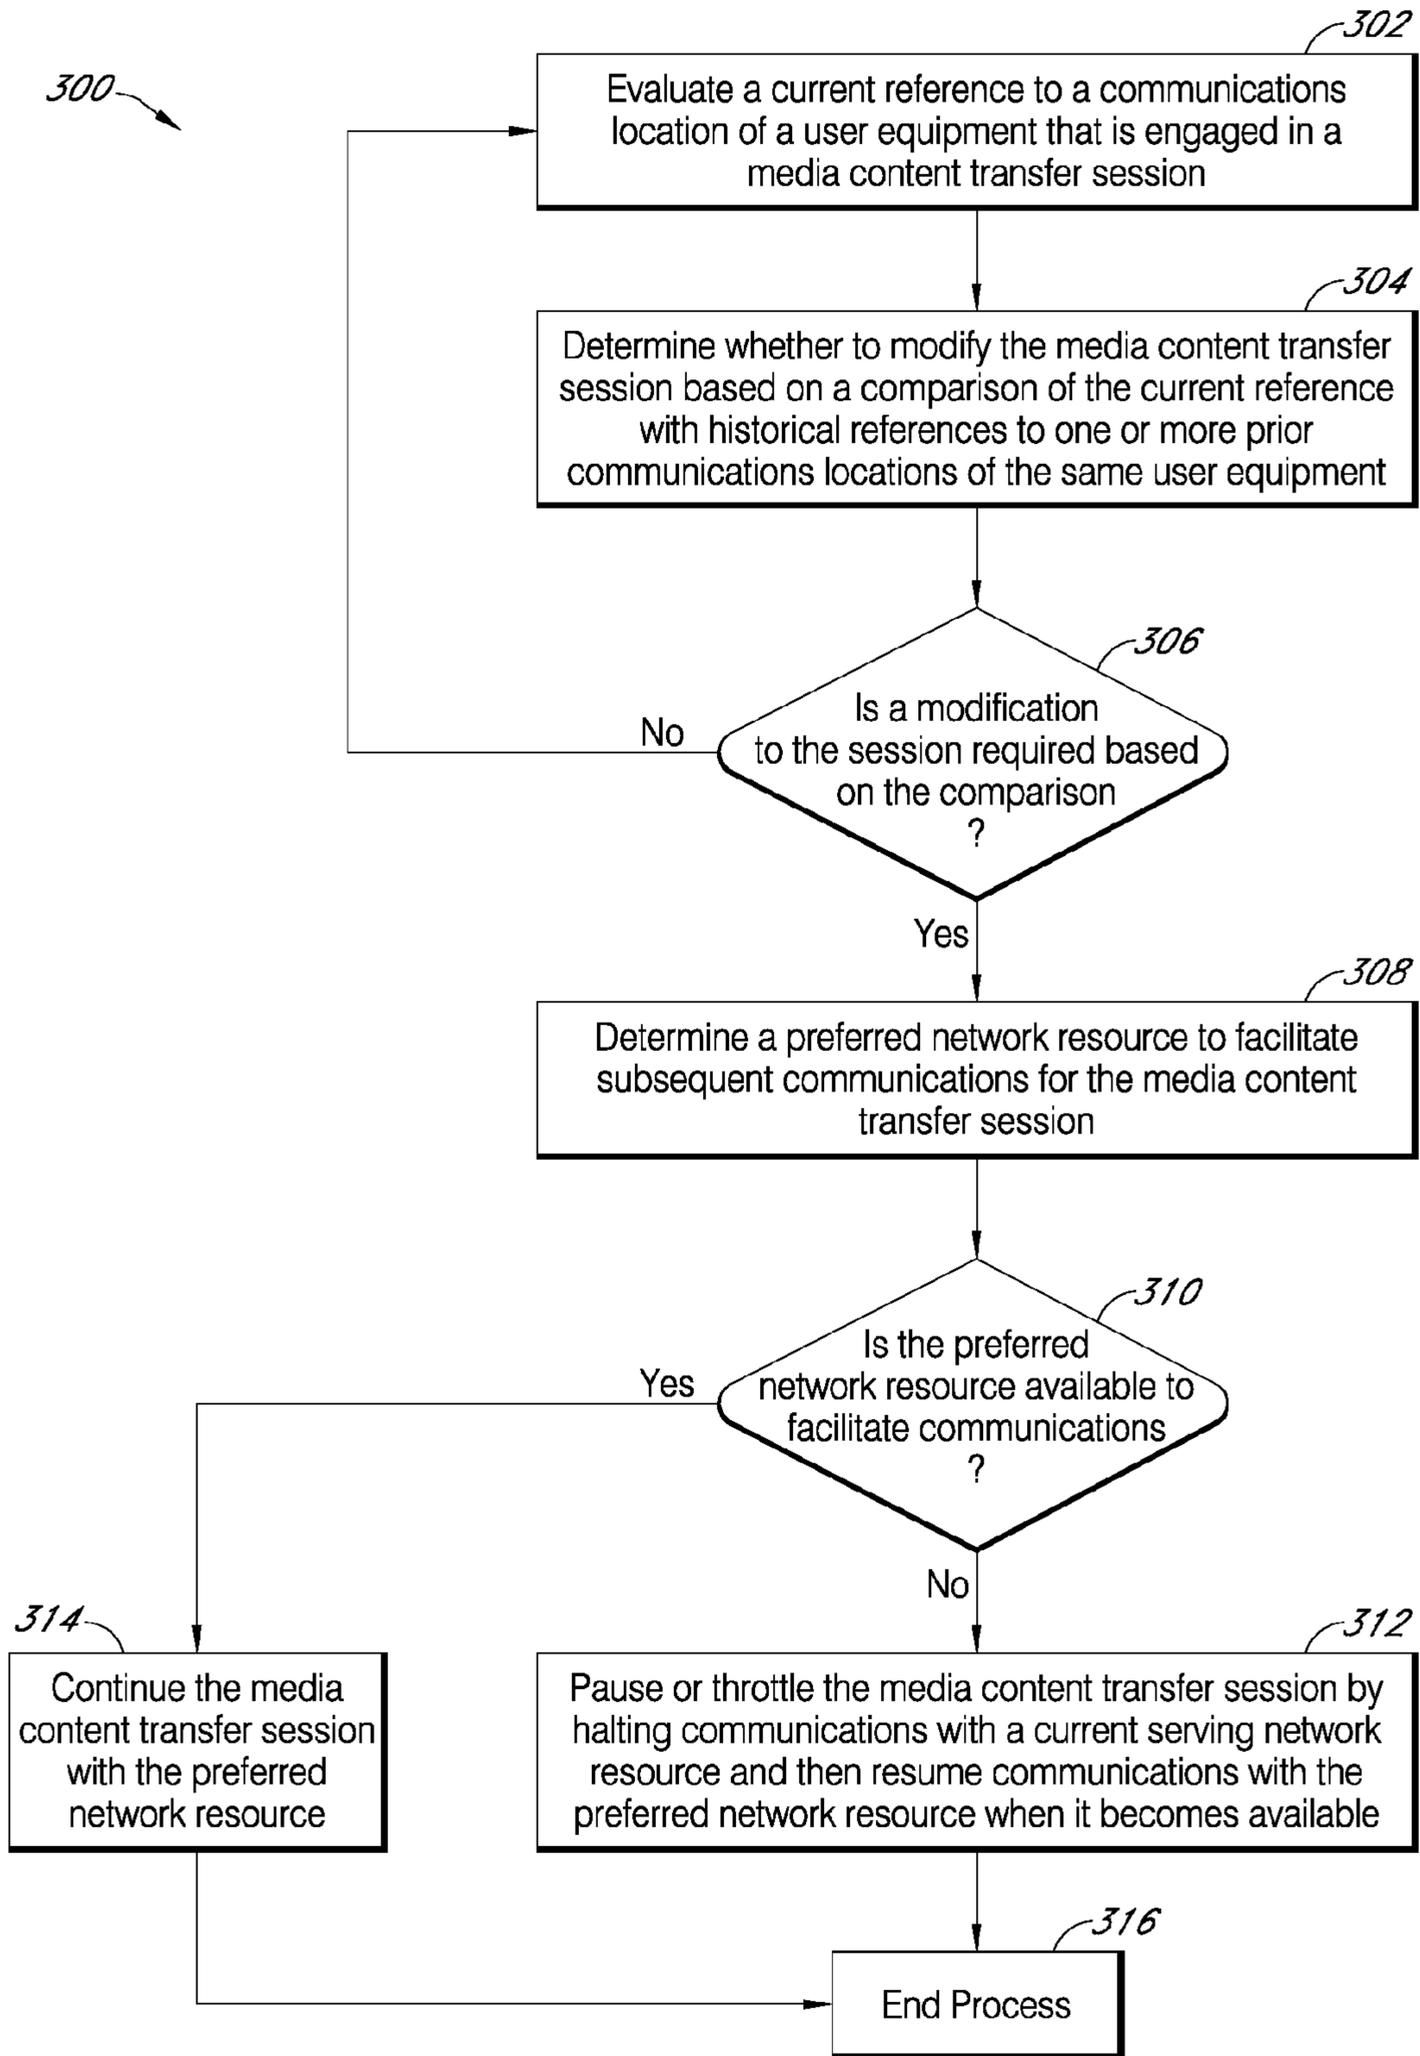 300
302
Evaluate a current reference to a communications
location of a user equipment that is engaged in a
media content transfer session
304
Determine whether to modify the media content transfer
session based on a comparison of the current reference
with historical references to one or more prior
communications locations of the same user equipment
306
Is a modification
to the session required based
on the comparison
?
No
Yes
308
Determine a preferred network resource to facilitate
subsequent communications for the media content
transfer session
310
Is the preferred
network resource available to
facilitate communications
?
Yes
No
314
Continue the media
content transfer session
with the preferred
network resource
312
Pause or throttle the media content transfer session by
halting communications with a current serving network
resource and then resume communications with the
preferred network resource when it becomes available
316
End Process